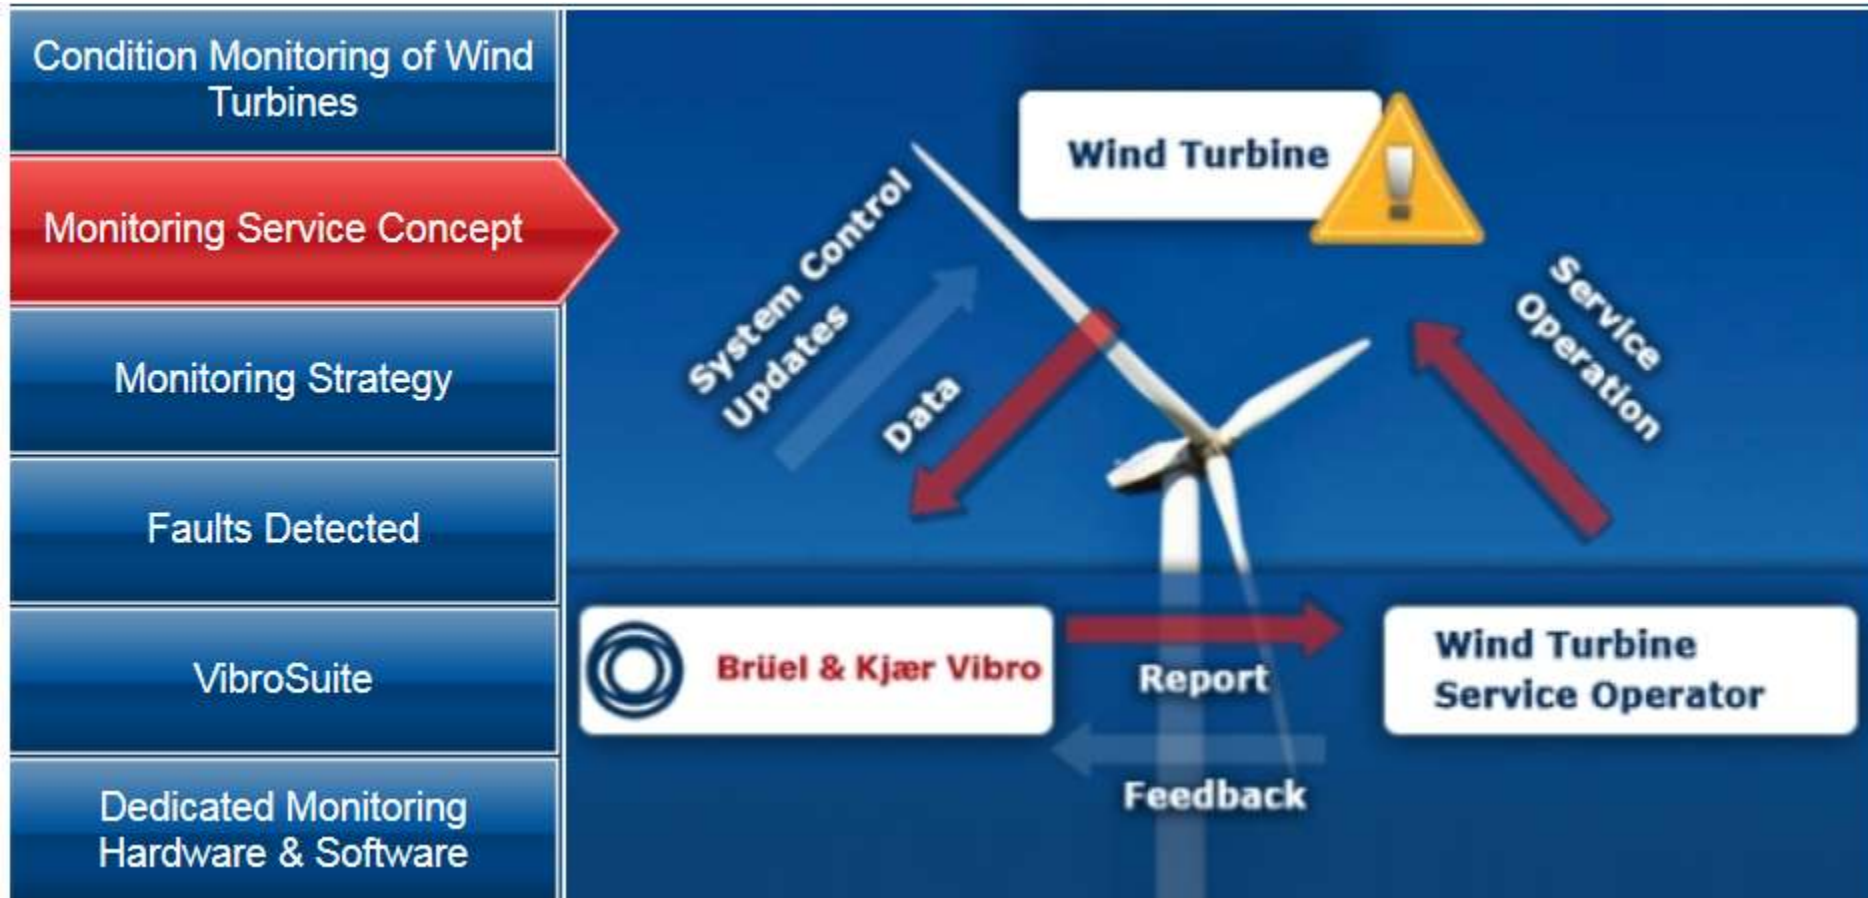 Condition Monitoring of Wind
Turbines
Monitoring Service Concept
Monitoring Strategy
Faults Detected
VibroSuite
Dedicated Monitoring
Hardware & Software
Wind Turbine
System Control
Updates
Data
Service
Operation
Brüel & Kjær Vibro
Report
Feedback
Wind Turbine
Service Operator